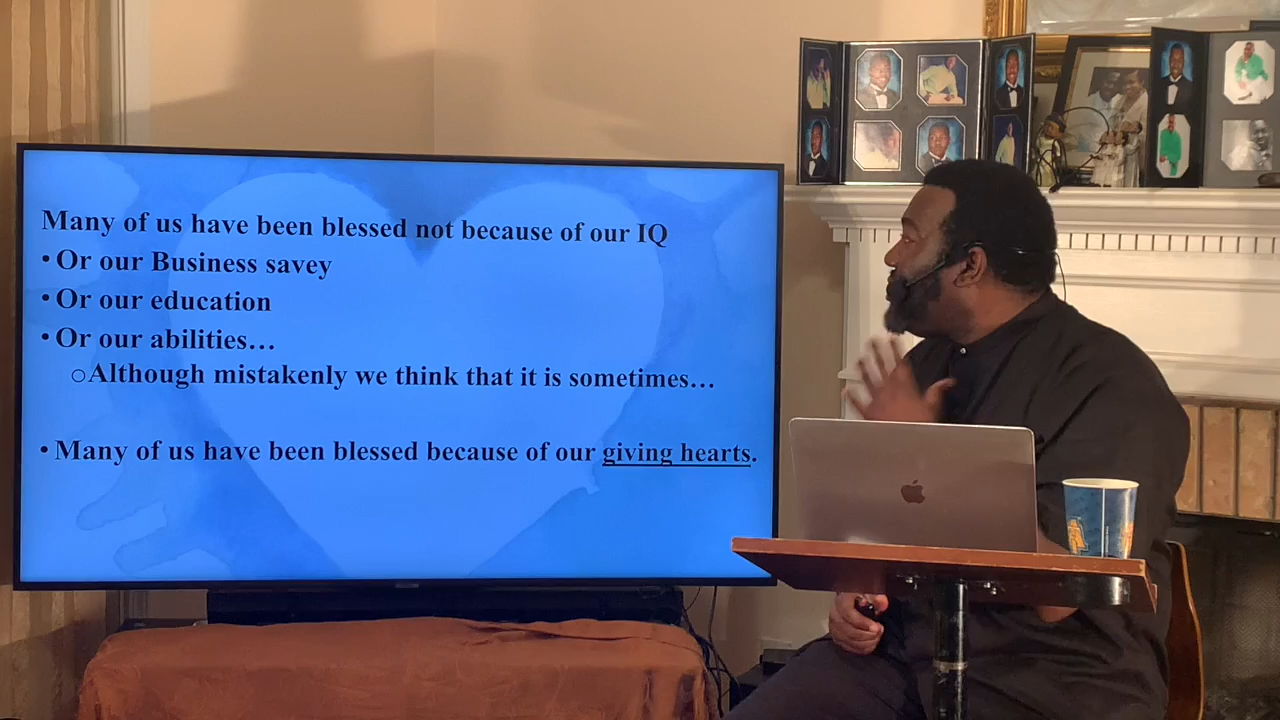 Many of us have been blessed not because of our IQ
• Or our Business savey
• Or our education
• Or our abilities…
○Although mistakenly we think that it is sometimes…
• Many of us have been blessed because of our giving hearts.